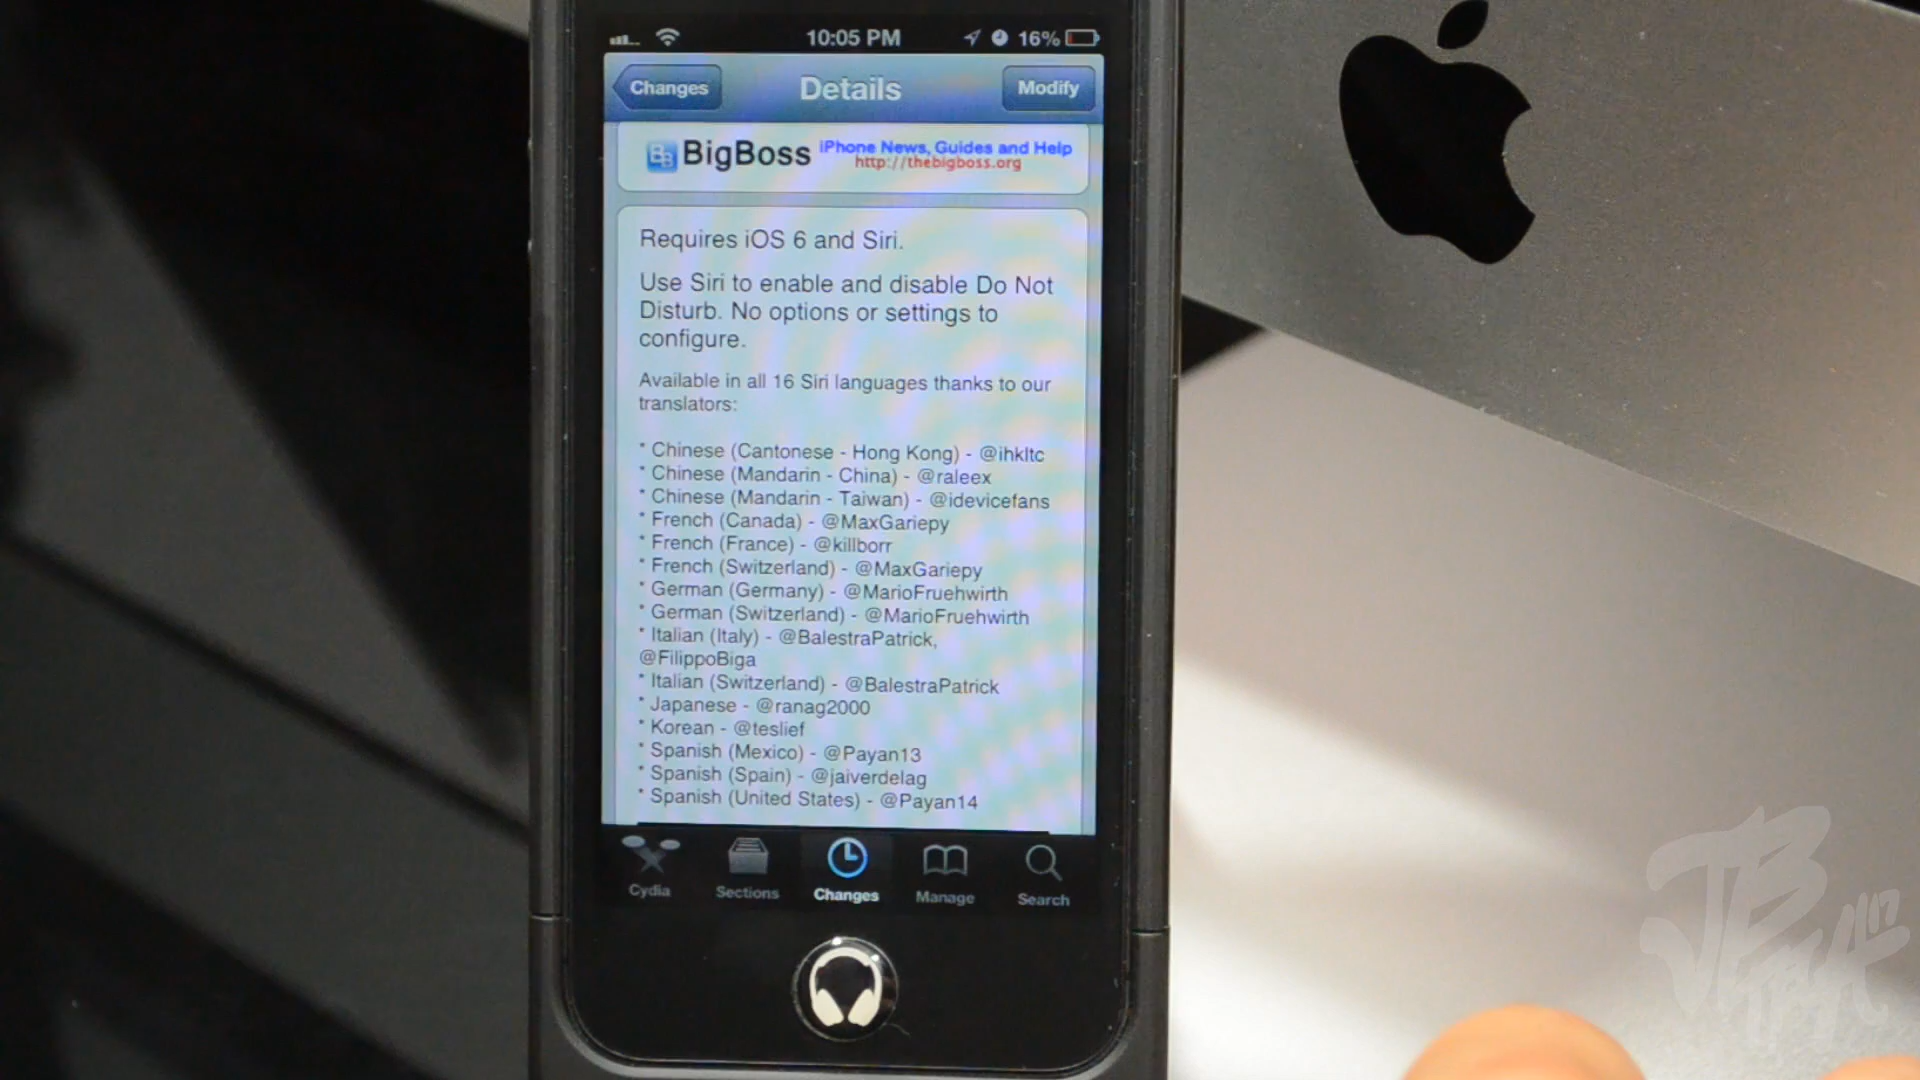 10:05 PM
16%
Changes
Details
Modify
BB
BigBoss
iPhone News, Guides and Help
http://thebigboss.org
Requires iOS 6 and Siri.
Use Siri to enable and disable Do Not
Disturb. No options or settings to
configure.
Available in all 16 Siri languages thanks to our
translators:
* Chinese (Cantonese - Hong Kong) - @ihkltc
* Chinese (Mandarin - China) - @raleex
* Chinese (Mandarin - Taiwan) - @idevicefans
* French (Canada) - @MaxGariepy
* French (France) - @killborr
* French (Switzerland) - @MaxGariepy
* German (Germany) - @MarioFruehwirth
* German (Switzerland) - @MarioFruehwirth
* Italian (Italy) - @BalestraPatrick,
@FilippoBiga
* Italian (Switzerland) - @BalestraPatrick
* Japanese - @ranag2000
* Korean - @teslief
* Spanish (Mexico) - @Payan13
* Spanish (Spain) - @jaiverdelag
* Spanish (United States) - @Payan14
Cydia
Sections
Changes
Manage
Search